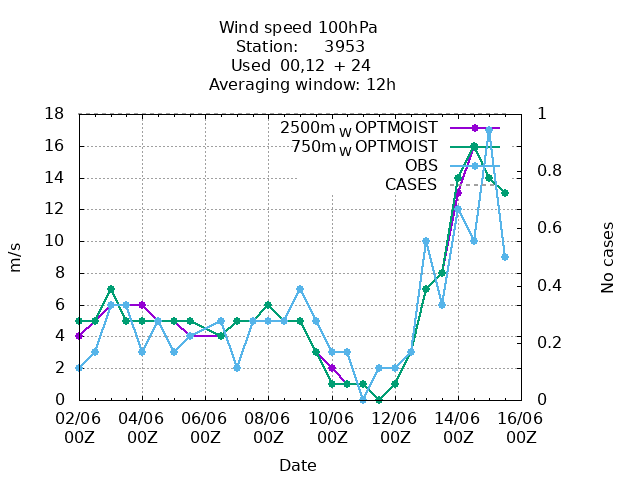 Wind speed 100hPa
Station: 3953
Used 00,12 + 24
Averaging window: 12h
18 1
2500m W OPTMOIST
16 750m W OPTMOIST
OBS
14 CASES 0.8
12
0.6
10
m/s No cases
8
0.4
6
4
0.2
2
0 0
02/06 04/06 06/06 08/06 10/06 12/06 14/06 16/06
00Z 00Z 00Z 00Z 00Z 00Z 00Z 00Z
Date